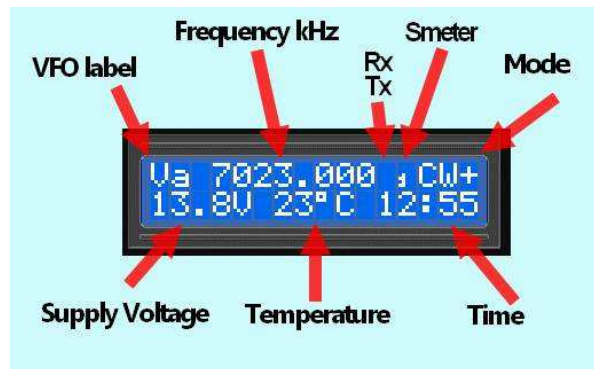 Frequency kHz
Smeter
VFO label
Rx
Tx
Mode
Va 7023.000 CW+
13.8V 23°C 12:55
Supply Voltage
Temperature
Time